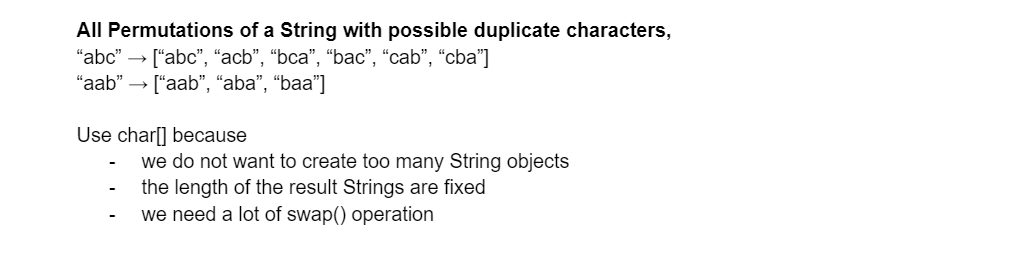 All Permutations of a String with possible duplicate characters,
“abc” → [“abc”, “acb”, “bca”, “bac”, “cab”, “cba”]
“aab” → [“aab”, “aba”, “baa”]
Use char[] because
- we do not want to create too many String objects
- the length of the result Strings are fixed
- we need a lot of swap() operation